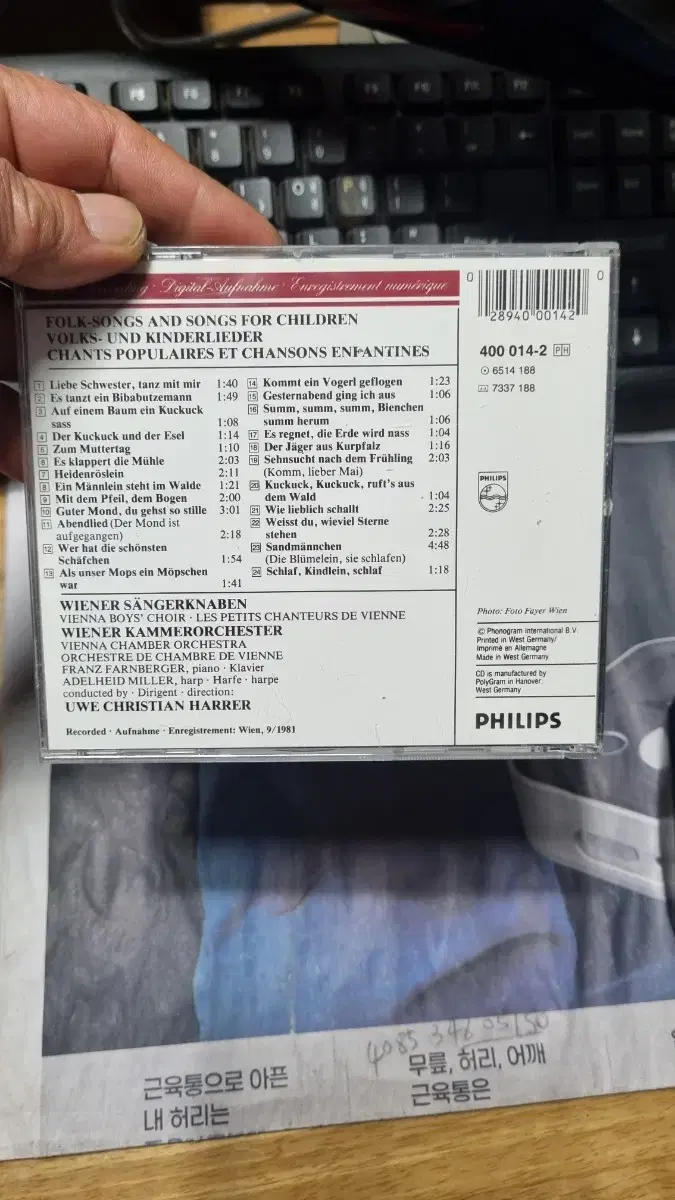 F8
F9
F10
F11
F12
Digital-Aufnahme · Enregistrement numérique
FOLK-SONGS AND SONGS FOR CHILDREN
VOLKS- UND KINDERLIEDER
CHANTS POPULAIRES ET CHANSONS ENFANTINES
1 Liebe Schwester, tanz mit mir 1:40
2 Es tanzt ein Bibabutzemann 1:49
3 Auf einem Baum ein Kuckuck
sass 1:08
4 Der Kuckuck und der Esel 1:14
5 Zum Muttertag 1:10
6 Es klappert die Mühle 2:03
7 Heidenröslein 2:11
8 Ein Männlein steht im Walde 1:21
9 Mit dem Pfeil, dem Bogen 2:00
10 Guter Mond, du gehst so stille 3:01
11 Abendlied (Der Mond ist
aufgegangen) 2:18
12 Wer hat die schönsten
Schäfchen 1:54
13 Als unser Mops ein Möpschen
war 1:41
14 Kommt ein Vogerl geflogen 1:23
15 Gesternabend ging ich aus 1:06
16 Summ, summ, summ, Bienchen
summ herum 1:06
17 Es regnet, die Erde wird nass 1:04
18 Der Jäger aus Kurpfalz 1:16
19 Sehnsucht nach dem Frühling 2:03
(Komm, lieber Mai)
20 Kuckuck, Kuckuck, ruft's aus
dem Wald 1:04
21 Wie lieblich schallt 2:25
22 Weisst du, wieviel Sterne
stehen 2:28
23 Sandmännchen 4:48
(Die Blümelein, sie schlafen)
24 Schlaf, Kindlein, schlaf 1:18
WIENER SÄNGERKNABEN
VIENNA BOYS' CHOIR · LES PETITS CHANTEURS DE VIENNE
WIENER KAMMERORCHESTER
VIENNA CHAMBER ORCHESTRA
ORCHESTRE DE CHAMBRE DE VIENNE
FRANZ FARNBERGER, piano · Klavier
ADELHEID MILLER, harp · Harfe · harpe
conducted by · Dirigent · direction:
UWE CHRISTIAN HARRER
Recorded · Aufnahme · Enregistrement: Wien, 9/1981
0 28940 00142 0
400 014-2 PH
6514 188
7337 188
PHILIPS
Photo: Foto Fayer Wien
© Phonogram International B.V.
Printed in West Germany/
Imprimé en Allemagne
Made in West Germany
CD is manufactured by
PolyGram in Hanover,
West Germany
PHILIPS
근육통으로 아픈
내 허리는
무릎, 허리, 어깨
근육통은